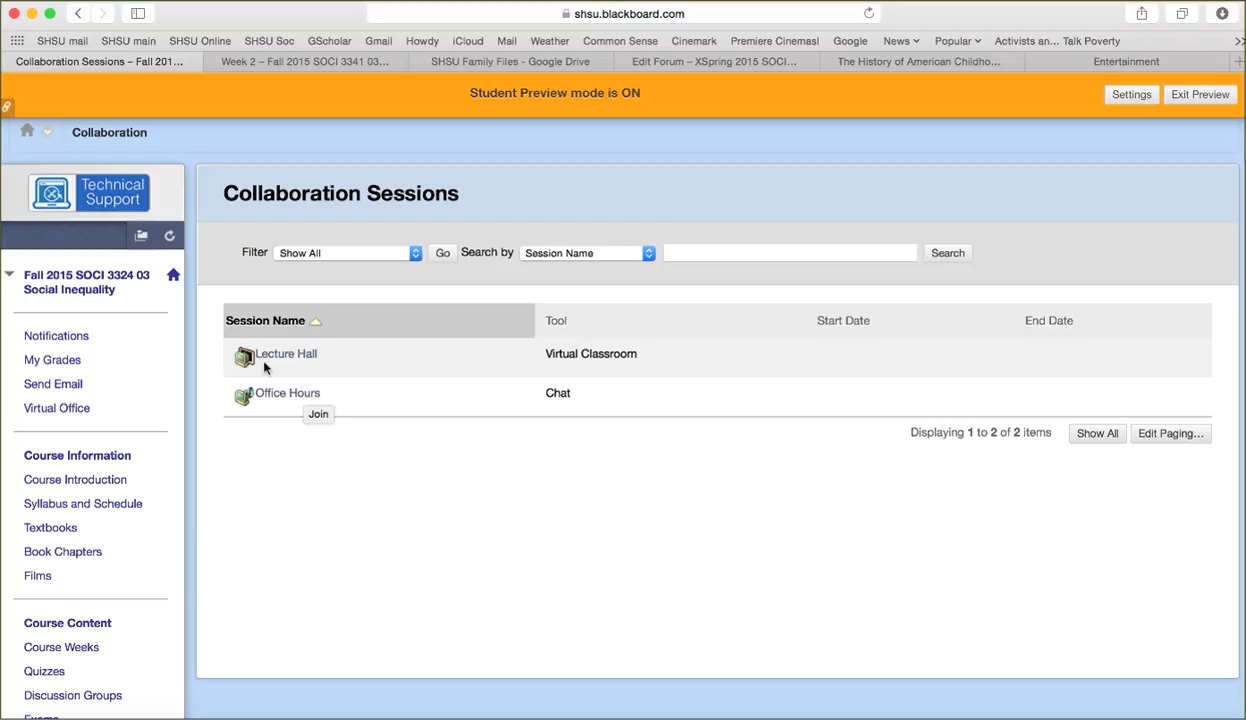 shsu.blackboard.com
SHSU mail SHSU main SHSU Online SHSU Soc GScholar Gmail Howdy iCloud Mail Weather Common Sense Cinemark Premiere Cinemasl Google News Popular Activists an... Talk Poverty
Collaboration Sessions – Fall 201... Week 2 – Fall 2015 SOCI 3341 03... SHSU Family Files - Google Drive Edit Forum – XSpring 2015 SOCI... The History of American Childho... Entertainment
Student Preview mode is ON Settings Exit Preview
Collaboration
Technical
Support
Fall 2015 SOCI 3324 03
Social Inequality
Notifications
My Grades
Send Email
Virtual Office
Course Information
Course Introduction
Syllabus and Schedule
Textbooks
Book Chapters
Films
Course Content
Course Weeks
Quizzes
Discussion Groups
Exams
Collaboration Sessions
Filter Show All Go Search by Session Name Search
Session Name Tool Start Date End Date
Lecture Hall Virtual Classroom
Office Hours Chat
Join
Displaying 1 to 2 of 2 items Show All Edit Paging...